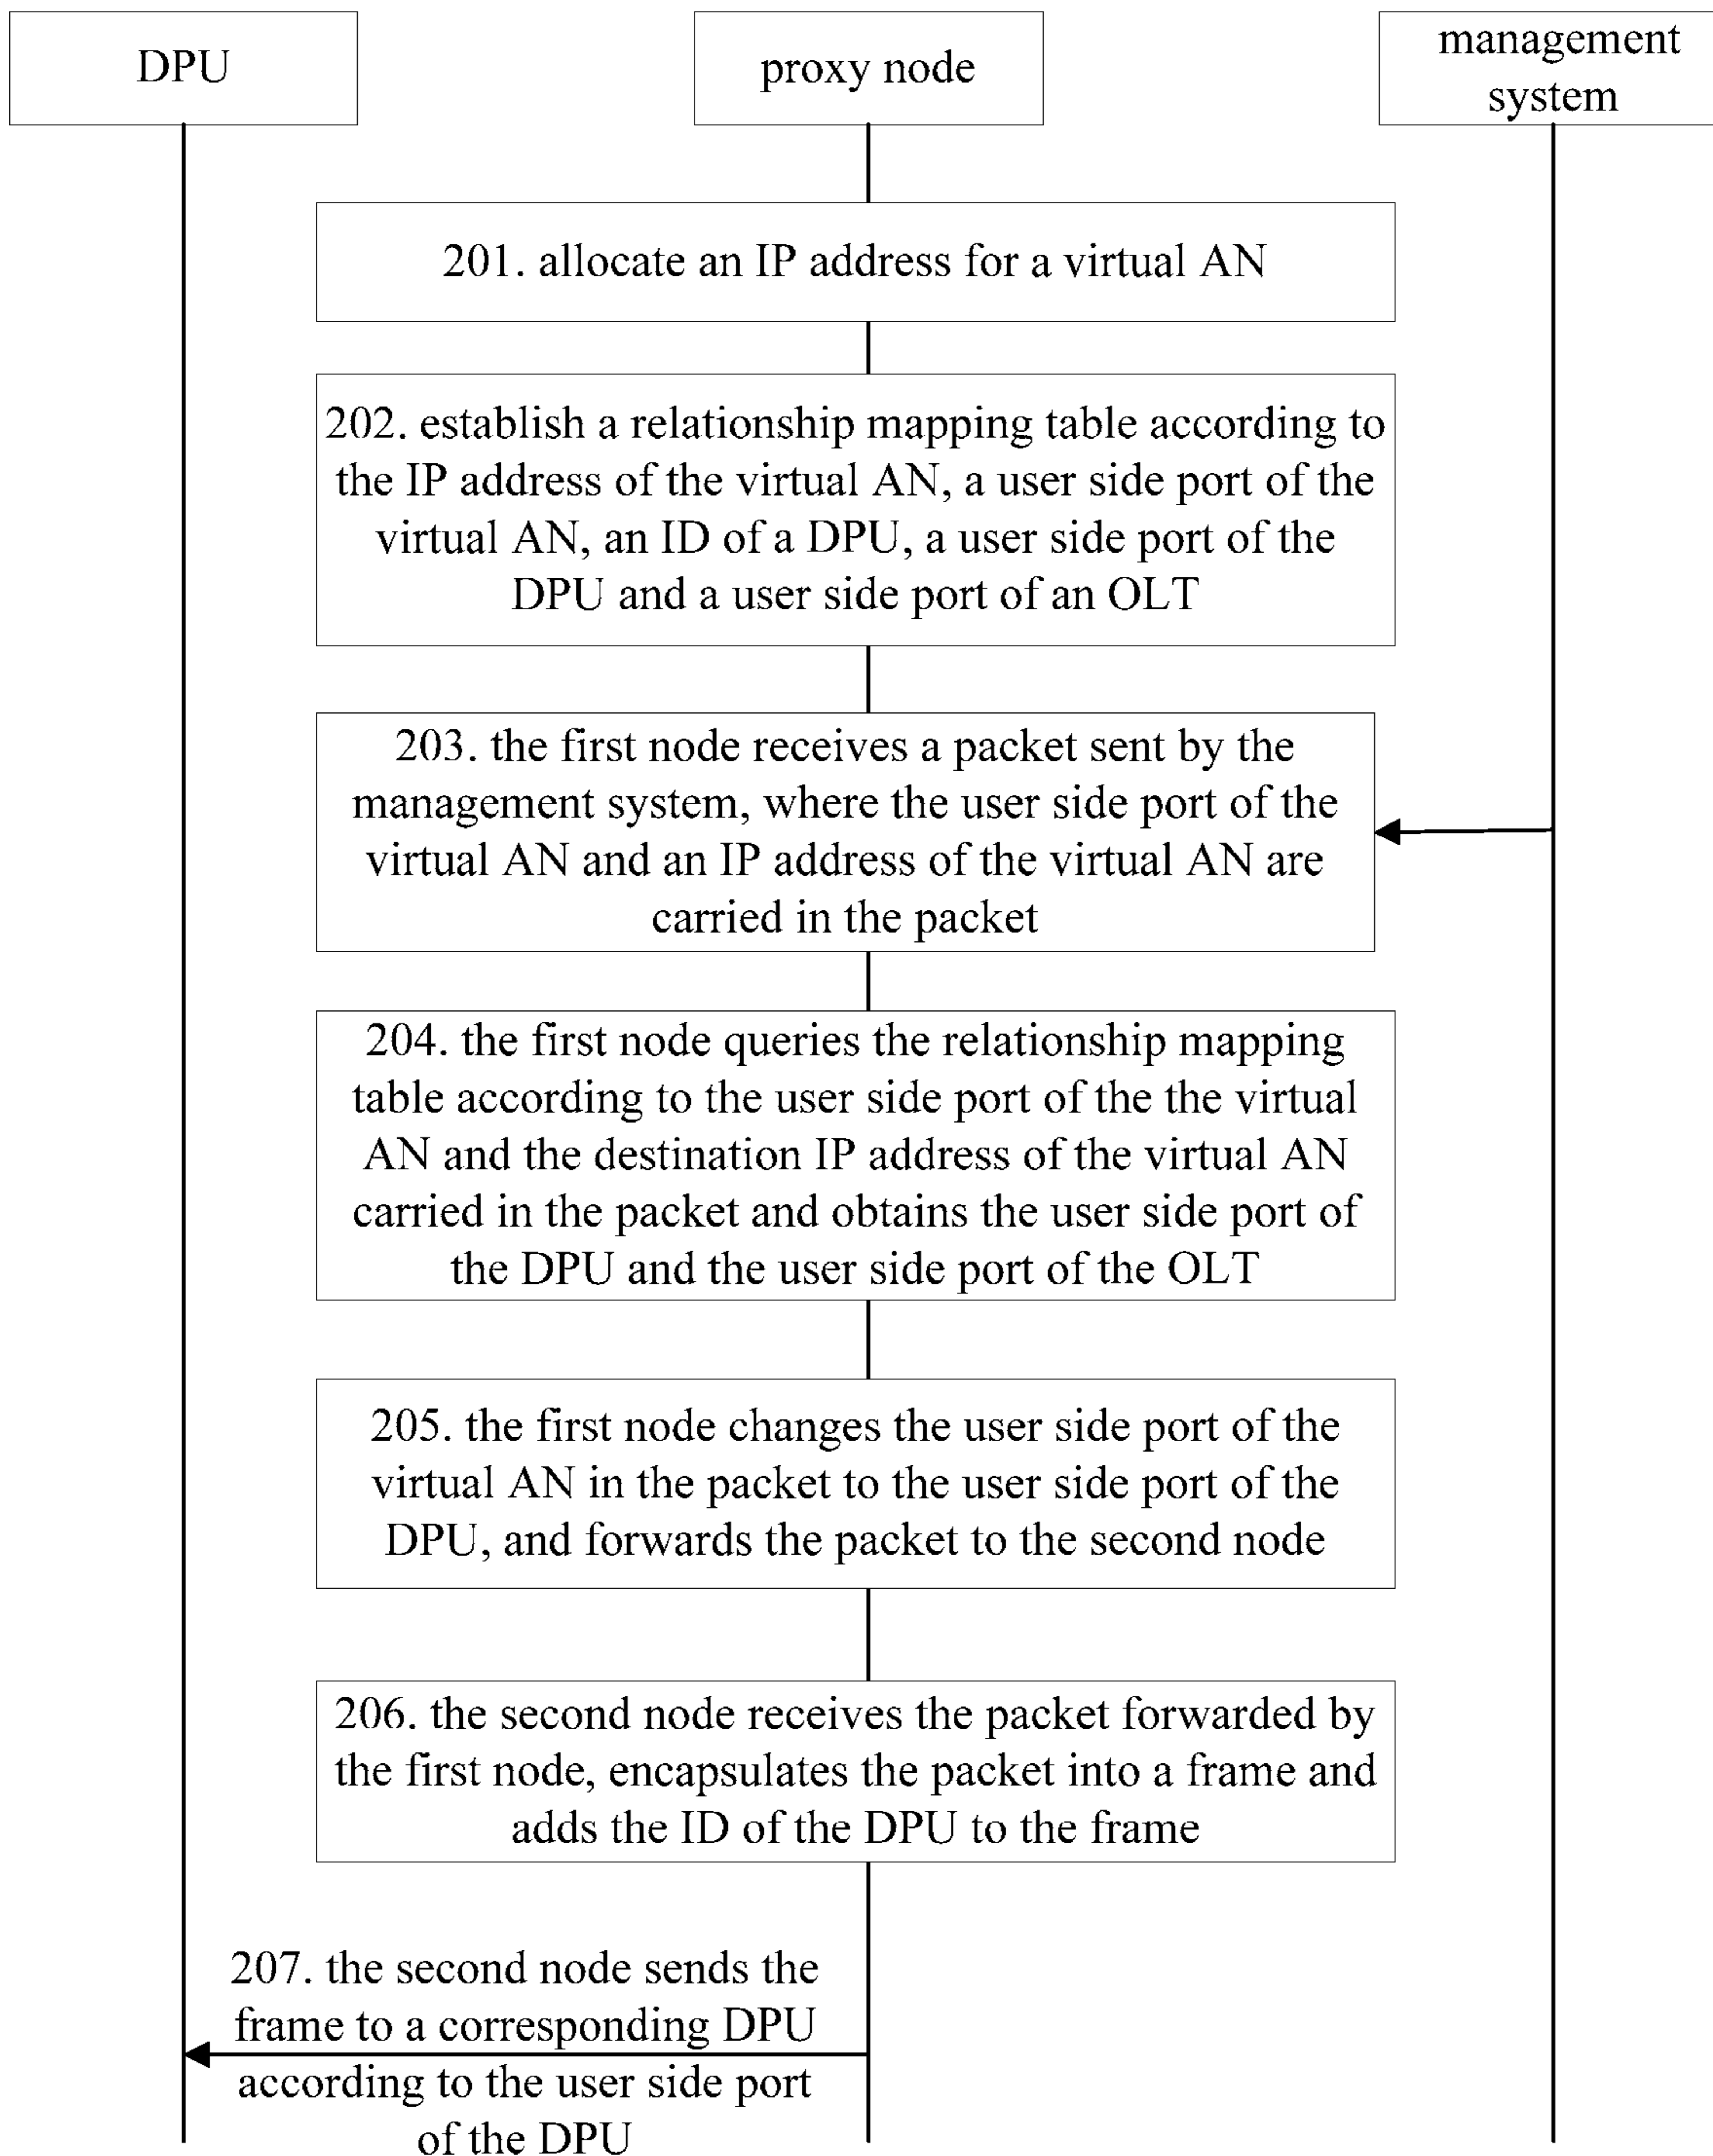 DPU
proxy node
management
system
201. allocate an IP address for a virtual AN
202. establish a relationship mapping table according to
the IP address of the virtual AN, a user side port of the
virtual AN, an ID of a DPU, a user side port of the
DPU and a user side port of an OLT
203. the first node receives a packet sent by the
management system, where the user side port of the
virtual AN and an IP address of the virtual AN are
carried in the packet
204. the first node queries the relationship mapping
table according to the user side port of the the virtual
AN and the destination IP address of the virtual AN
carried in the packet and obtains the user side port of
the DPU and the user side port of the OLT
205. the first node changes the user side port of the
virtual AN in the packet to the user side port of the
DPU, and forwards the packet to the second node
206. the second node receives the packet forwarded by
the first node, encapsulates the packet into a frame and
adds the ID of the DPU to the frame
207. the second node sends the
frame to a corresponding DPU
according to the user side port
of the DPU